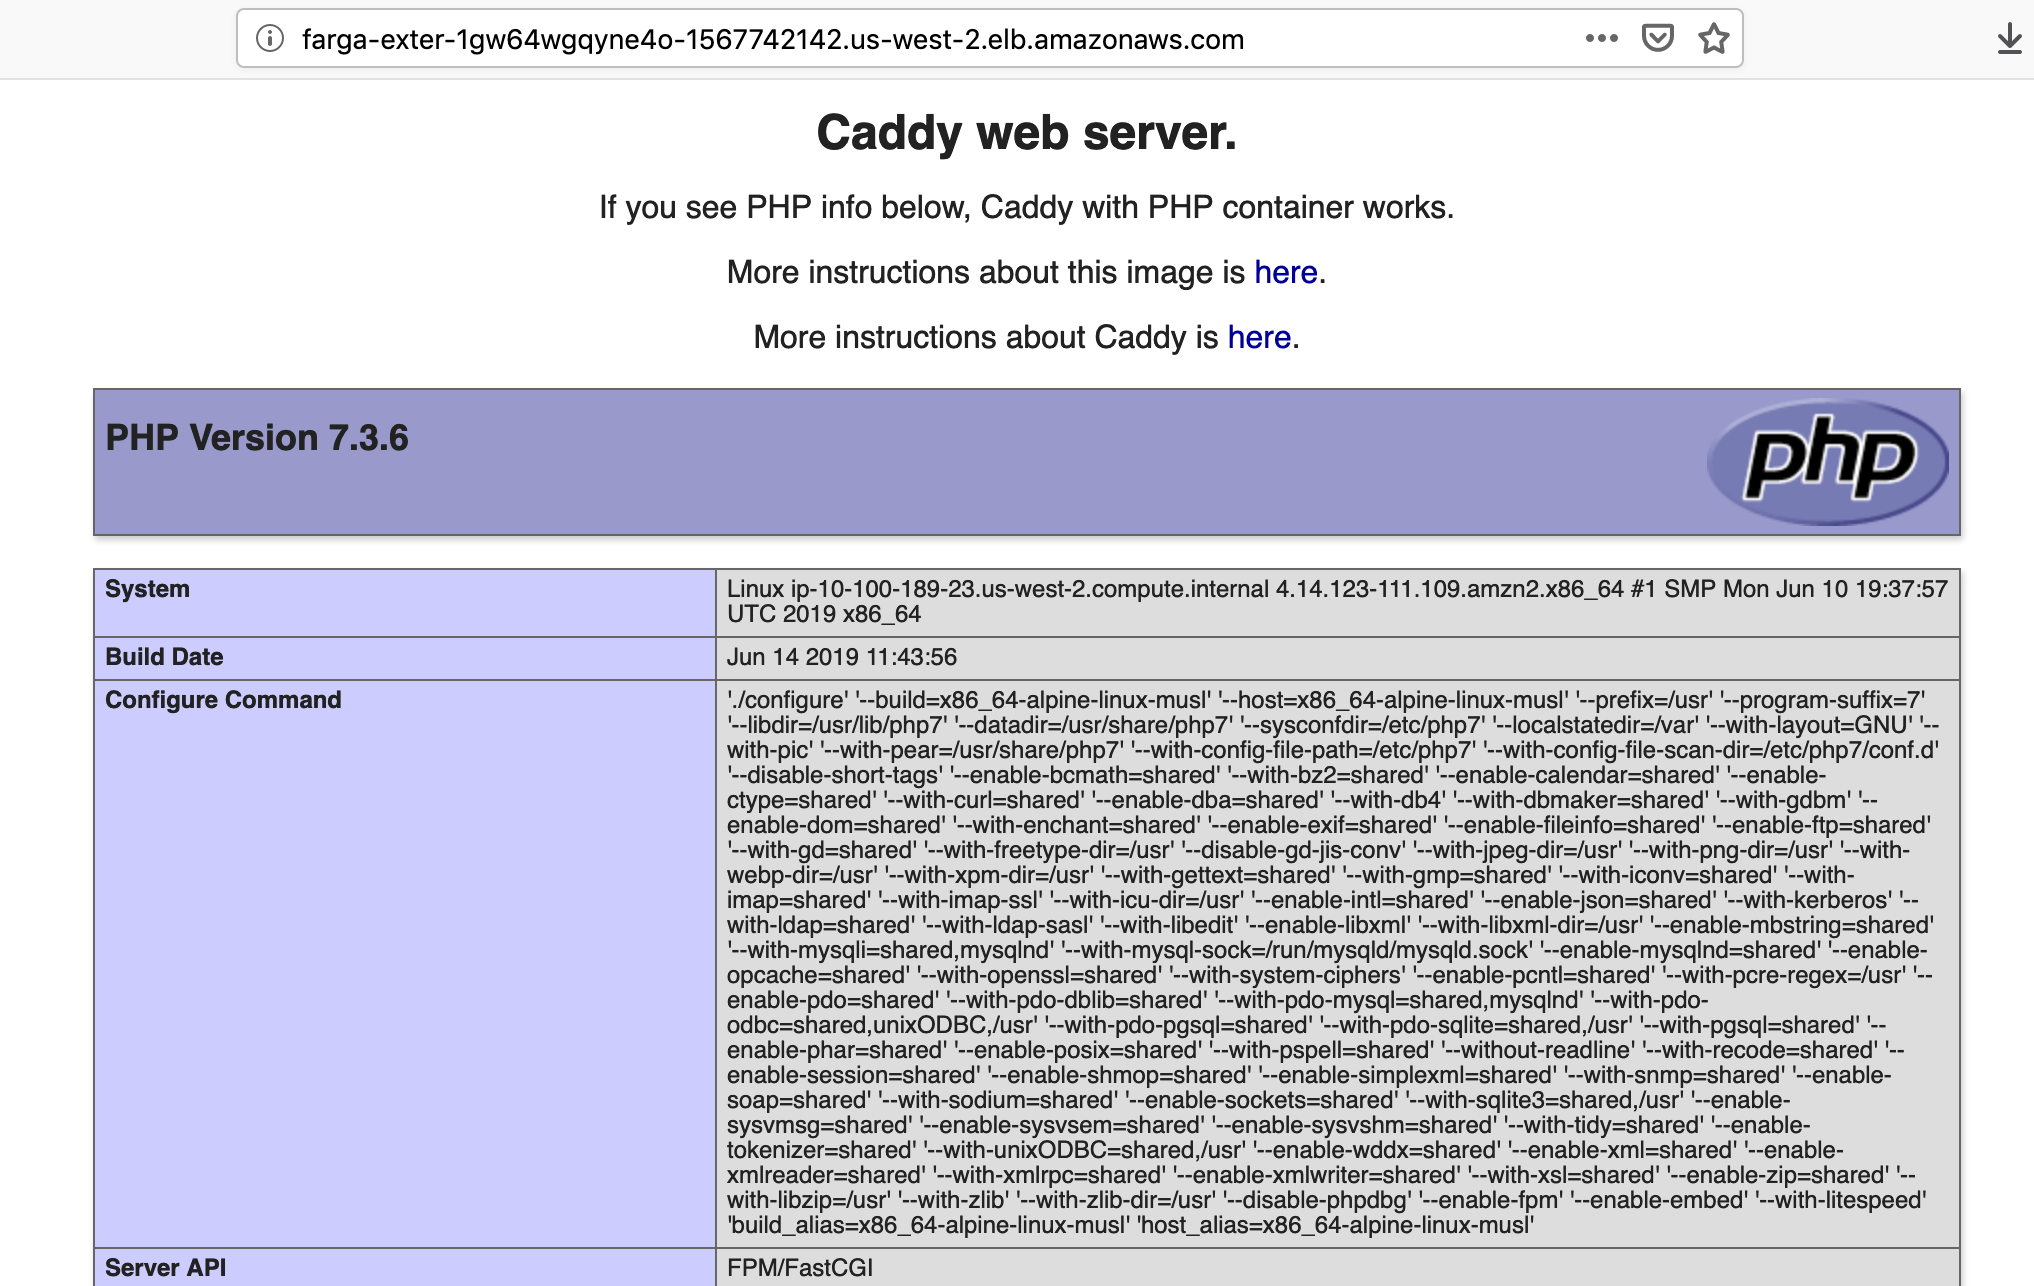 farga-exter-1gw64wgqyne4o-1567742142.us-west-2.elb.amazonaws.com
Caddy web server.
If you see PHP info below, Caddy with PHP container works.
More instructions about this image is here.
More instructions about Caddy is here.
PHP Version 7.3.6
php
System
Linux ip-10-100-189-23.us-west-2.compute.internal 4.14.123-111.109.amzn2.x86_64 #1 SMP Mon Jun 10 19:37:57
UTC 2019 x86_64
Build Date
Jun 14 2019 11:43:56
Configure Command
'./configure' '--build=x86_64-alpine-linux-musl' '--host=x86_64-alpine-linux-musl' '--prefix=/usr' '--program-suffix=7'
'--libdir=/usr/lib/php7' '--datadir=/usr/share/php7' '--sysconfdir=/etc/php7' '--localstatedir=/var' '--with-layout=GNU' '--
with-pic' '--with-pear=/usr/share/php7' '--with-config-file-path=/etc/php7' '--with-config-file-scan-dir=/etc/php7/conf.d'
'--disable-short-tags' '--enable-bcmath=shared' '--with-bz2=shared' '--enable-calendar=shared' '--enable-
ctype=shared' '--with-curl=shared' '--enable-dba=shared' '--with-db4' '--with-dbmaker=shared' '--with-gdbm' '--
enable-dom=shared' '--with-enchant=shared' '--enable-exif=shared' '--enable-fileinfo=shared' '--enable-ftp=shared'
'--with-gd=shared' '--with-freetype-dir=/usr' '--disable-gd-jis-conv' '--with-jpeg-dir=/usr' '--with-png-dir=/usr' '--with-
webp-dir=/usr' '--with-xpm-dir=/usr' '--with-gettext=shared' '--with-gmp=shared' '--with-iconv=shared' '--with-
imap=shared' '--with-imap-ssl' '--with-icu-dir=/usr' '--enable-intl=shared' '--enable-json=shared' '--with-kerberos' '--
with-ldap=shared' '--with-ldap-sasl' '--with-libedit' '--enable-libxml' '--with-libxml-dir=/usr' '--enable-mbstring=shared'
'--with-mysqli=shared,mysqlnd' '--with-mysql-sock=/run/mysqld/mysqld.sock' '--enable-mysqlnd=shared' '--enable-
opcache=shared' '--with-openssl=shared' '--with-system-ciphers' '--enable-pcntl=shared' '--with-pcre-regex=/usr' '--
enable-pdo=shared' '--with-pdo-dblib=shared' '--with-pdo-mysql=shared,mysqlnd' '--with-pdo-
odbc=shared,unixODBC,/usr' '--with-pdo-pgsql=shared' '--with-pdo-sqlite=shared,/usr' '--with-pgsql=shared' '--
enable-phar=shared' '--enable-posix=shared' '--with-pspell=shared' '--without-readline' '--with-recode=shared' '--
enable-session=shared' '--enable-shmop=shared' '--enable-simplexml=shared' '--with-snmp=shared' '--enable-
soap=shared' '--with-sodium=shared' '--enable-sockets=shared' '--with-sqlite3=shared,/usr' '--enable-
sysvmsg=shared' '--enable-sysvsem=shared' '--enable-sysvshm=shared' '--with-tidy=shared' '--enable-
tokenizer=shared' '--with-unixODBC=shared,/usr' '--enable-wddx=shared' '--enable-xml=shared' '--enable-
xmlreader=shared' '--with-xmlrpc=shared' '--enable-xmlwriter=shared' '--with-xsl=shared' '--enable-zip=shared' '--
with-libzip=/usr' '--with-zlib' '--with-zlib-dir=/usr' '--disable-phpdbg' '--enable-fpm' '--enable-embed' '--with-litespeed'
'build_alias=x86_64-alpine-linux-musl' 'host_alias=x86_64-alpine-linux-musl'
Server API
FPM/FastCGI